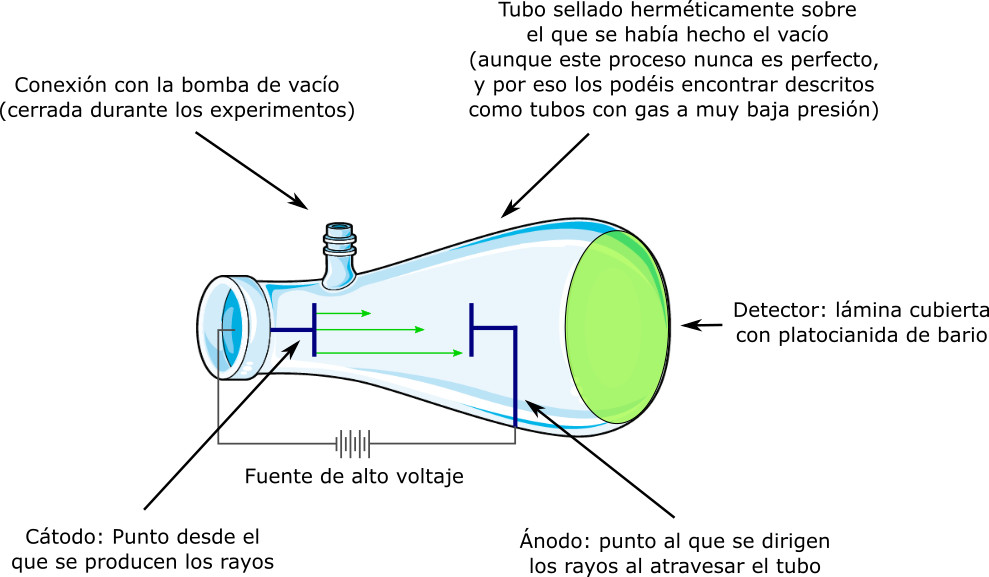 Tubo sellado herméticamente sobre
el que se había hecho el vacío
(aunque este proceso nunca es perfecto,
y por eso los podéis encontrar descritos
como tubos con gas a muy baja presión)
Conexión con la bomba de vacío
(cerrada durante los experimentos)
Detector: lámina cubierta
con platocianida de bario
Fuente de alto voltaje
Cátodo: Punto desde el
que se producen los rayos
Ánodo: punto al que se dirigen
los rayos al atravesar el tubo